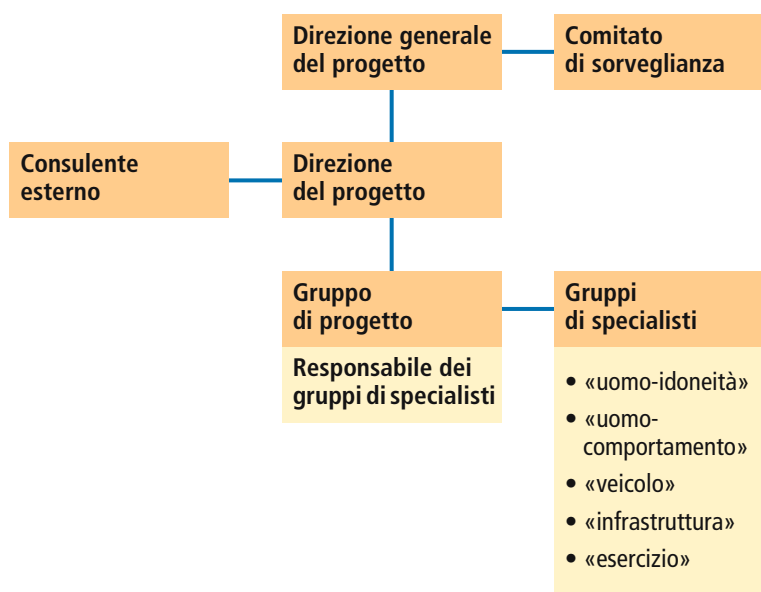 Direzione generale
del progetto
Comitato
di sorveglianza
Consulente
esterno
Direzione
del progetto
Gruppo
di progetto
Responsabile dei
gruppi di specialisti
Gruppi
di specialisti
• «uomo-idoneità»
• «uomo-
comportamento»
• «veicolo»
• «infrastruttura»
• «esercizio»